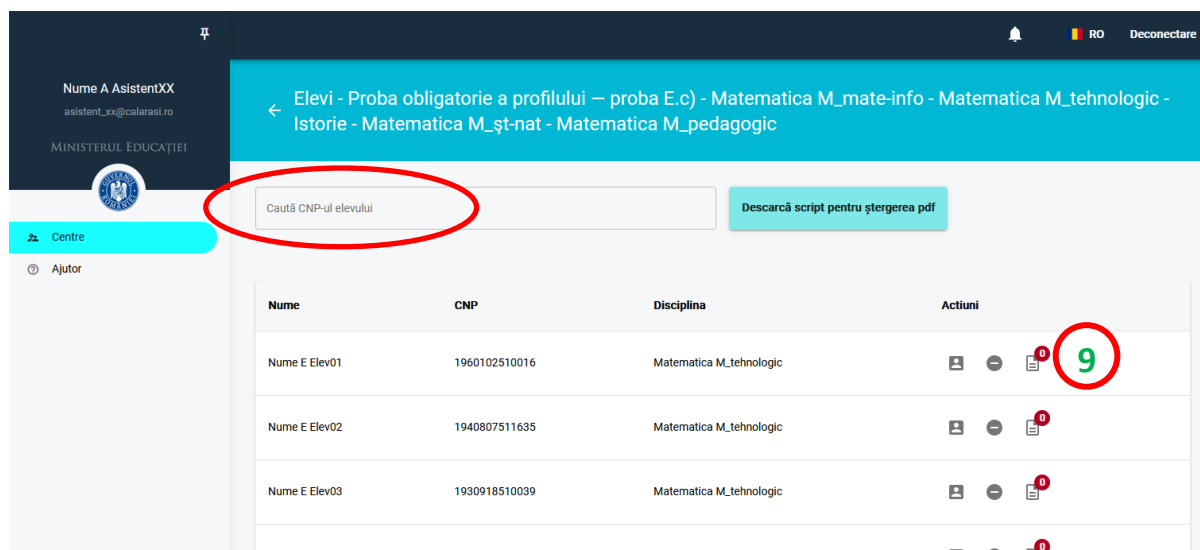 RO Deconectare
Nume A AsistentXX
asistent_xx@calarasi.ro
MINISTERUL EDUCAȚIEI
Centre
Ajutor
Elevi - Proba obligatorie a profilului — proba E.c) - Matematica M_mate-info - Matematica M_tehnologic -
Istorie - Matematica M_şt-nat - Matematica M_pedagogic
Caută CNP-ul elevului
Descarcă script pentru ștergerea pdf
Nume CNP Disciplina Actiuni
Nume E Elev01 1960102510016 Matematica M_tehnologic 0 9
Nume E Elev02 1940807511635 Matematica M_tehnologic 0
Nume E Elev03 1930918510039 Matematica M_tehnologic 0
0